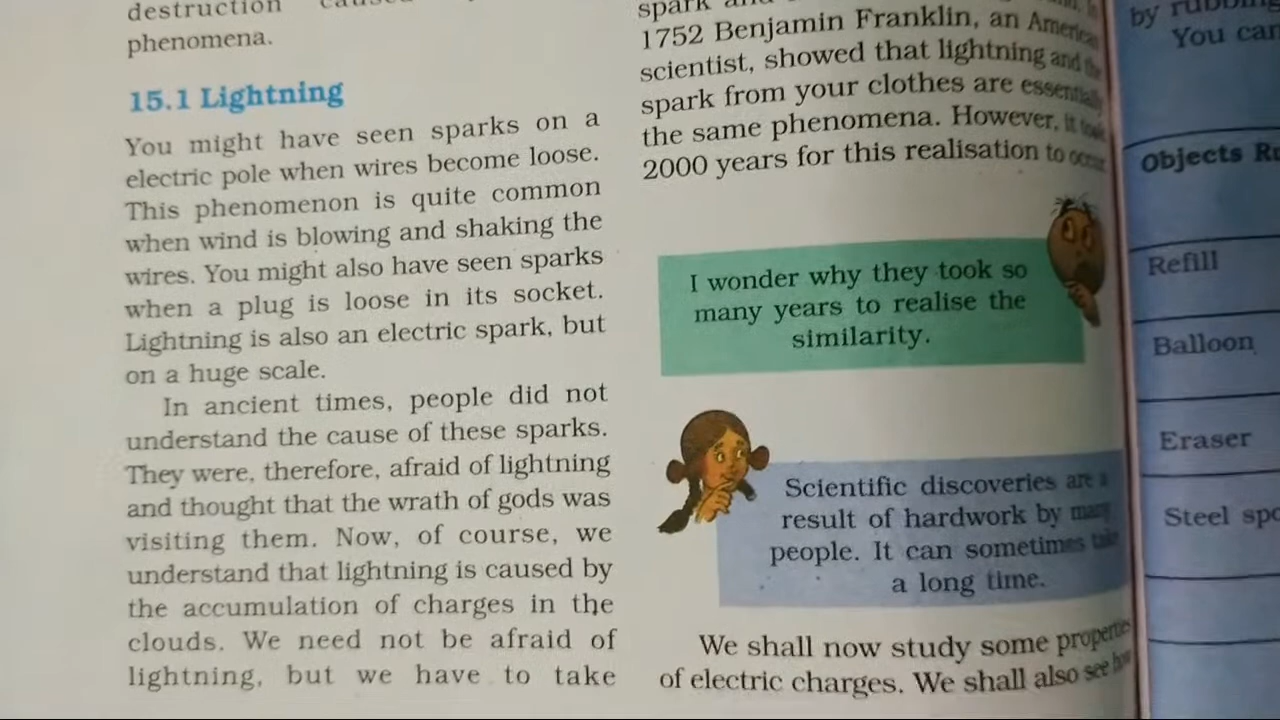 destruction
phenomena.
15.1 Lightning
You might have seen sparks on a
electric pole when wires become loose.
This phenomenon is quite common
when wind is blowing and shaking the
wires. You might also have seen sparks
when a plug is loose in its socket.
Lightning is also an electric spark, but
on a huge scale.
In ancient times, people did not
understand the cause of these sparks.
They were, therefore, afraid of lightning
and thought that the wrath of gods was
visiting them. Now, of course, we
understand that lightning is caused by
the accumulation of charges in the
clouds. We need not be afraid of
lightning, but we have to take
spark
1752 Benjamin Franklin, an American
scientist, showed that lightning and the
spark from your clothes are essentially
the same phenomena. However, it took
2000 years for this realisation to occur
I wonder why they took so
many years to realise the
similarity.
Scientific discoveries are a
result of hardwork by many
people. It can sometimes take
a long time.
We shall now study some properties
of electric charges. We shall also see how
by rubbing
You can
Objects
Refill
Balloon
Eraser
Steel